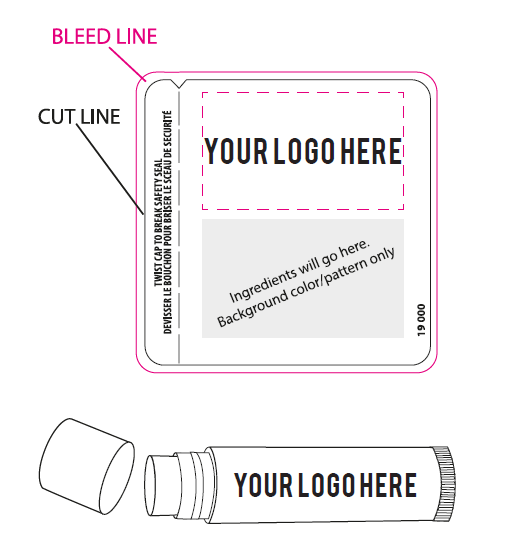 BLEED LINE
CUT LINE
TWIST CAP TO BREAK SAFETY SEAL
DEVISSER LE BOUCHON POUR BRISER LE SCEAU DE SECURITÉ
YOUR LOGO HERE
Ingredients will go here.
Background color/pattern only
19 000
YOUR LOGO HERE